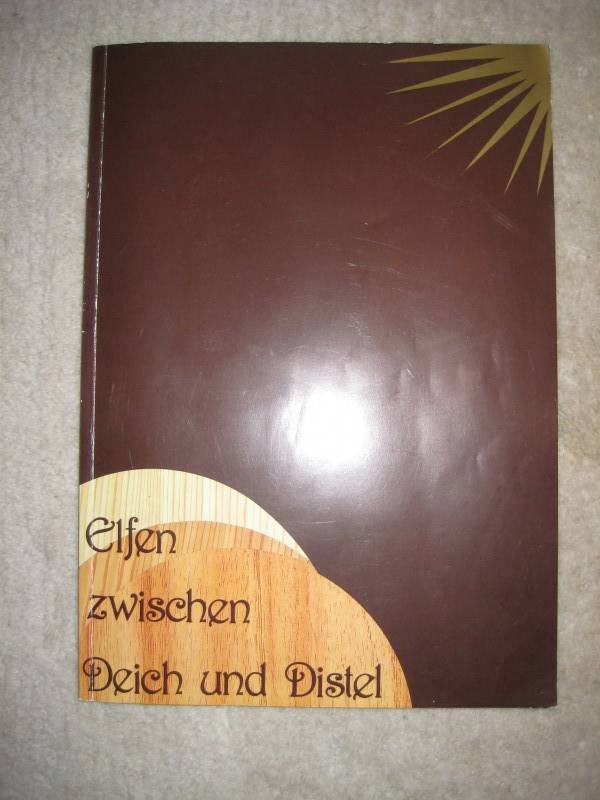 Elfen
zwischen
Deich und Distel